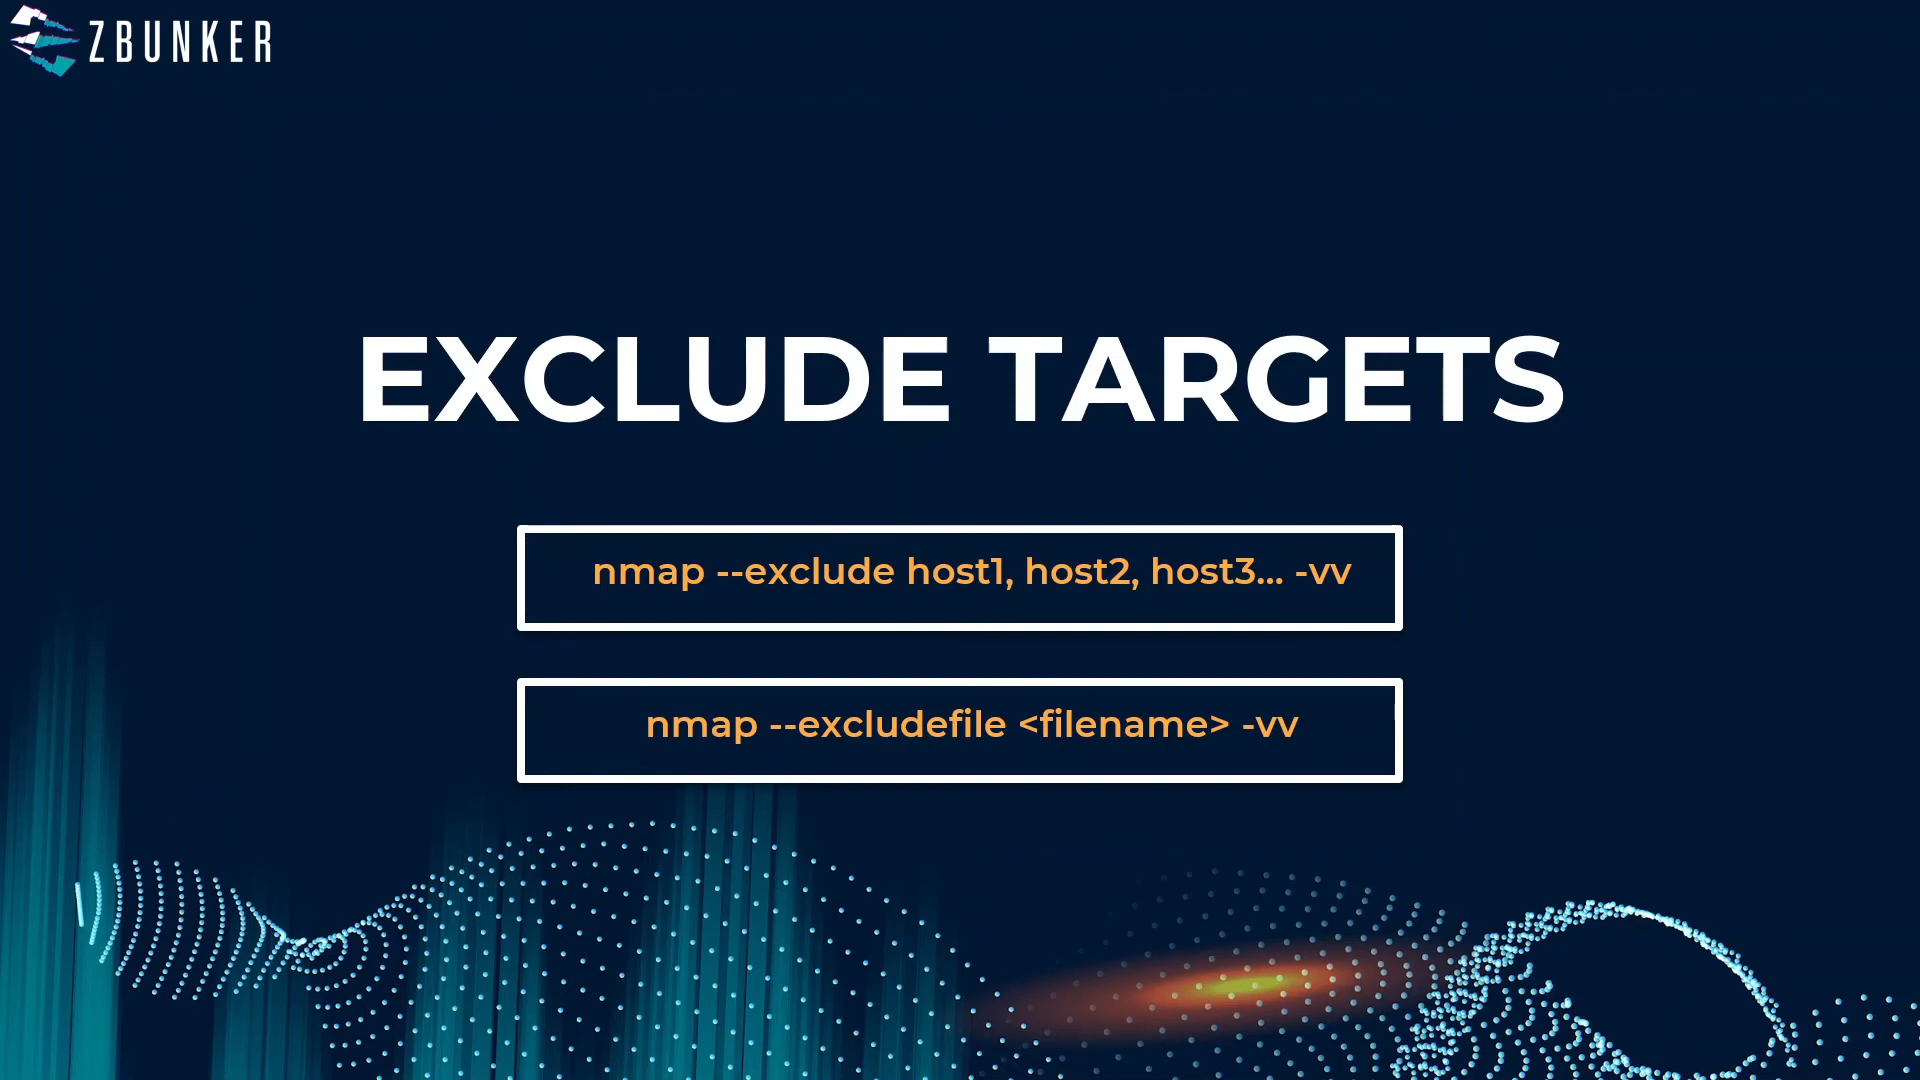 ZBUNKER
EXCLUDE TARGETS
nmap --exclude host1, host2, host3... -vv
nmap --excludefile <filename> -vv